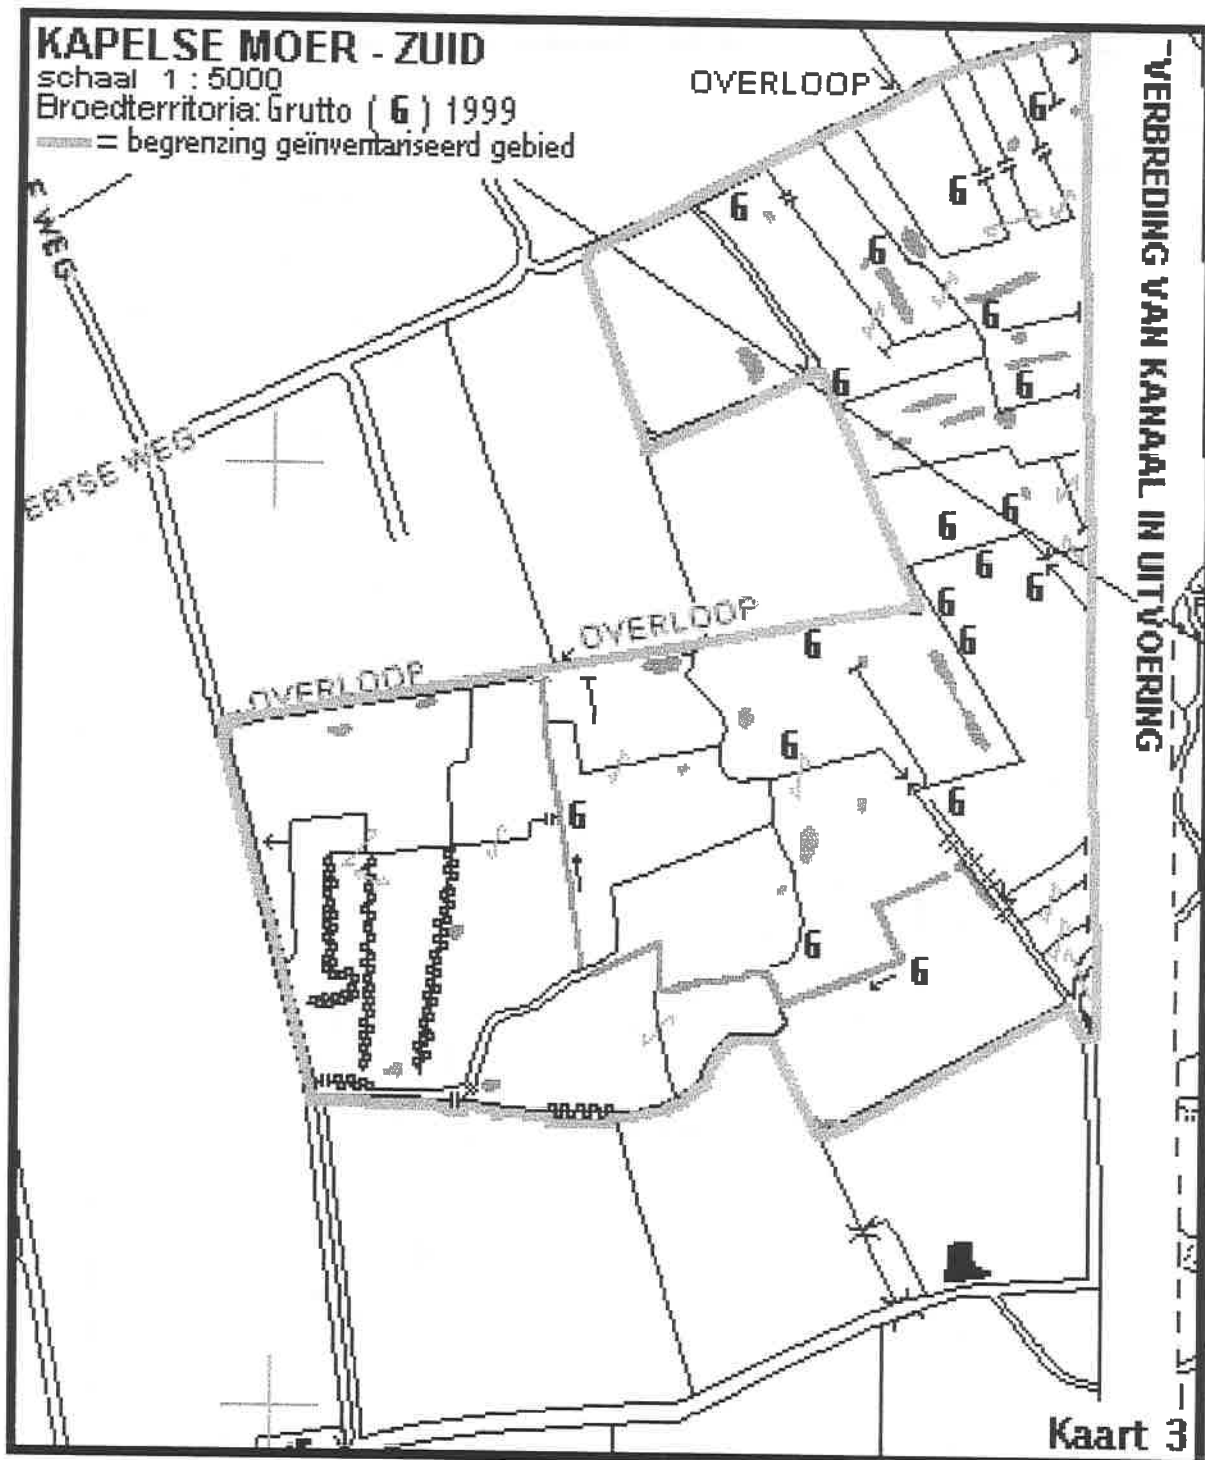 KAPELSE MOER - ZUID
schaal 1 : 5000
Broedterritoria: Grutto ( G ) 1999
= begrenzing geïnventariseerd gebied
OVERLOOP
VERBREDING VAN KANAAL IN UITVOERING
E WEG
G
G
G
G
G
G
G
ERTSE WEG
G
G
G
G
G
G
OVERLOOP
G
OVERLOOP
G
G
G
G
G
Kaart 3